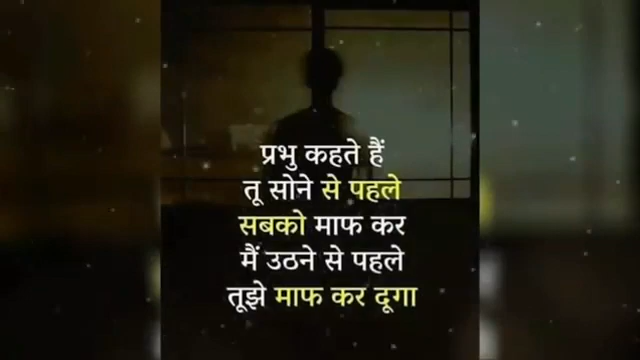 प्रभु कहते हैं
तू सोने से पहले
सबको माफ कर
मैं उठने से पहले
तूझे माफ कर दूगा